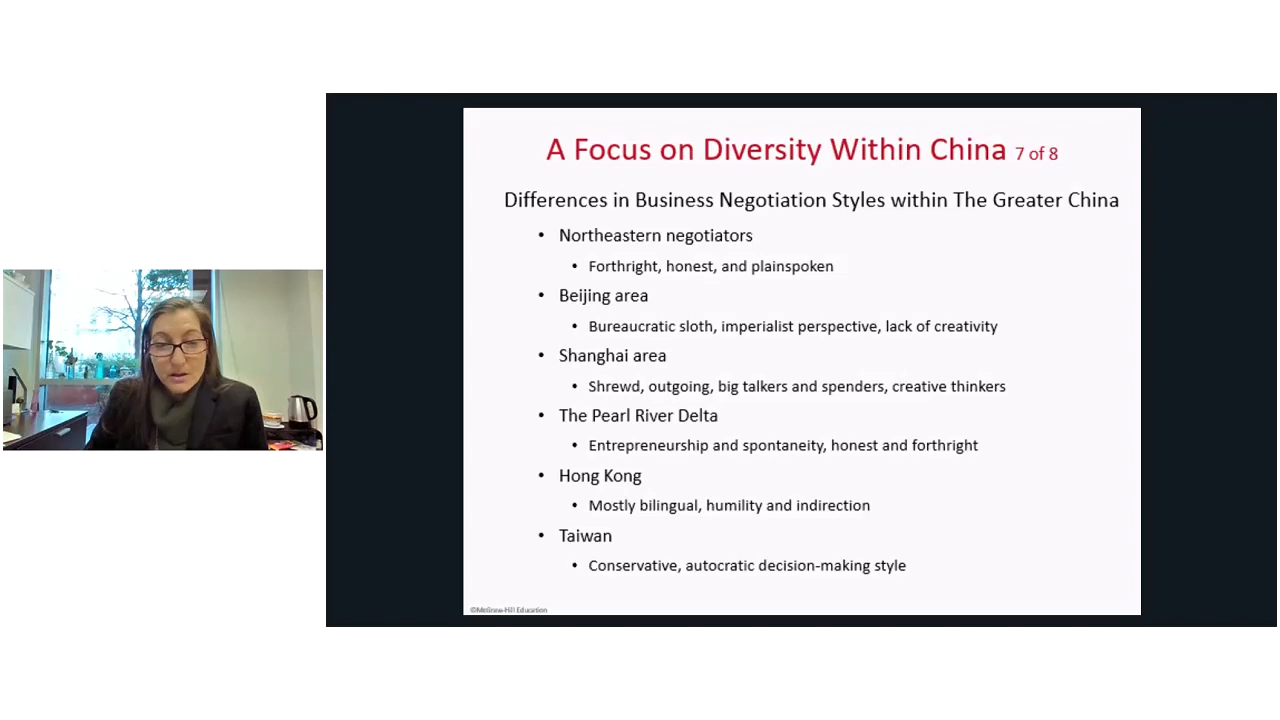 A Focus on Diversity Within China 7 of 8
Differences in Business Negotiation Styles within The Greater China
• Northeastern negotiators
• Forthright, honest, and plainspoken
• Beijing area
• Bureaucratic sloth, imperialist perspective, lack of creativity
• Shanghai area
• Shrewd, outgoing, big talkers and spenders, creative thinkers
• The Pearl River Delta
• Entrepreneurship and spontaneity, honest and forthright
• Hong Kong
• Mostly bilingual, humility and indirection
• Taiwan
• Conservative, autocratic decision-making style
©McGraw-Hill Education